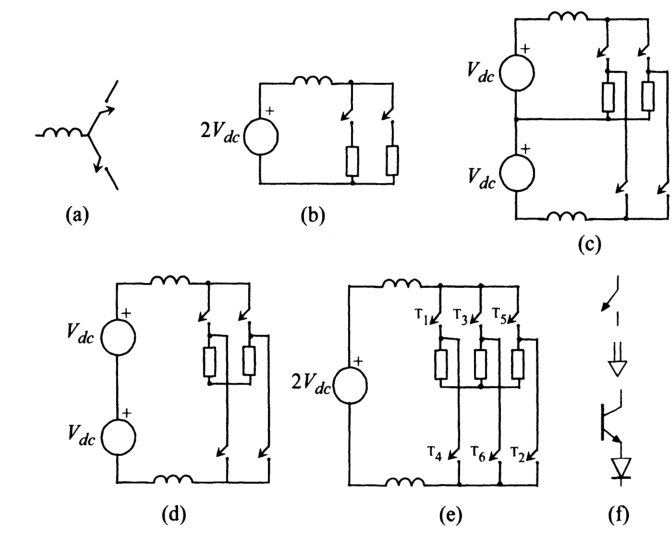 (a)
2V_dc
+
(b)
V_dc
+
V_dc
+
(c)
V_dc
+
V_dc
+
(d)
2V_dc
+
T₁ T₃ T₅
T₄ T₆ T₂
(e)
(f)